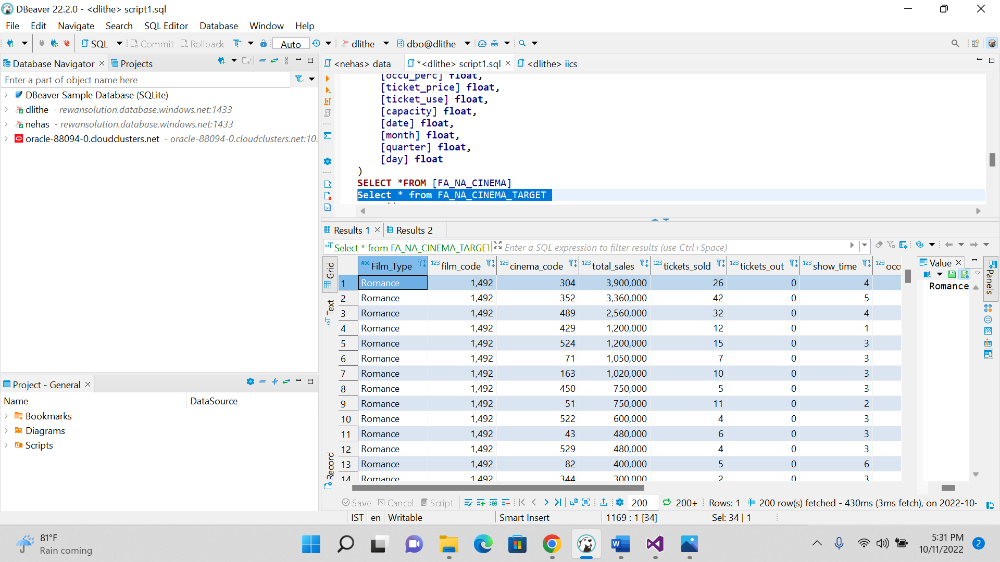 DBeaver 22.2.0 - <dlithe> script1.sql
File Edit Navigate Search SQL Editor Database Window Help
SQL Commit Rollback Auto dlithe dbo@dlithe
Database Navigator Projects
Enter a part of object name here
DBeaver Sample Database (SQLite)
dlithe - rewansolution.database.windows.net:1433
nehas - rewansolution.database.windows.net:1433
oracle-88094-0.cloudclusters.net - oracle-88094-0.cloudclusters.net:103
Project - General
Name DataSource
Bookmarks
Diagrams
Scripts
<nehas> data *<dlithe> script1.sql <dlithe> iics
[occu_perc] float,
[ticket_price] float,
[ticket_use] float,
[capacity] float,
[date] float,
[month] float,
[quarter] float,
[day] float
)
SELECT *FROM [FA_NA_CINEMA]
Select * from FA_NA_CINEMA_TARGET
Results 1 Results 2
Select * from FA_NA_CINEMA_TARGET Enter a SQL expression to filter results (use Ctrl+Space)
Grid
Text
Record
ABC Film_Type 123 film_code 123 cinema_code 123 total_sales 123 tickets_sold 123 tickets_out 123 show_time 123 occu
1 Romance 1,492 304 3,900,000 26 0 4
2 Romance 1,492 352 3,360,000 42 0 5
3 Romance 1,492 489 2,560,000 32 0 4
4 Romance 1,492 429 1,200,000 12 0 1
5 Romance 1,492 524 1,200,000 15 0 3
6 Romance 1,492 71 1,050,000 7 0 3
7 Romance 1,492 163 1,020,000 10 0 3
8 Romance 1,492 450 750,000 5 0 3
9 Romance 1,492 51 750,000 11 0 2
10 Romance 1,492 522 600,000 4 0 3
11 Romance 1,492 43 480,000 6 0 3
12 Romance 1,492 529 480,000 4 0 3
13 Romance 1,492 82 400,000 5 0 6
14 Romance 1,492 344 300,000 2 0 3
Value
Romance
Panels
Save Cancel Script 200 200+ Rows: 1 200 row(s) fetched - 430ms (3ms fetch), on 2022-10-
IST en Writable Smart Insert 1169 : 1 [34] Sel: 34 | 1
81°F
Rain coming
W
5:31 PM
10/11/2022
2